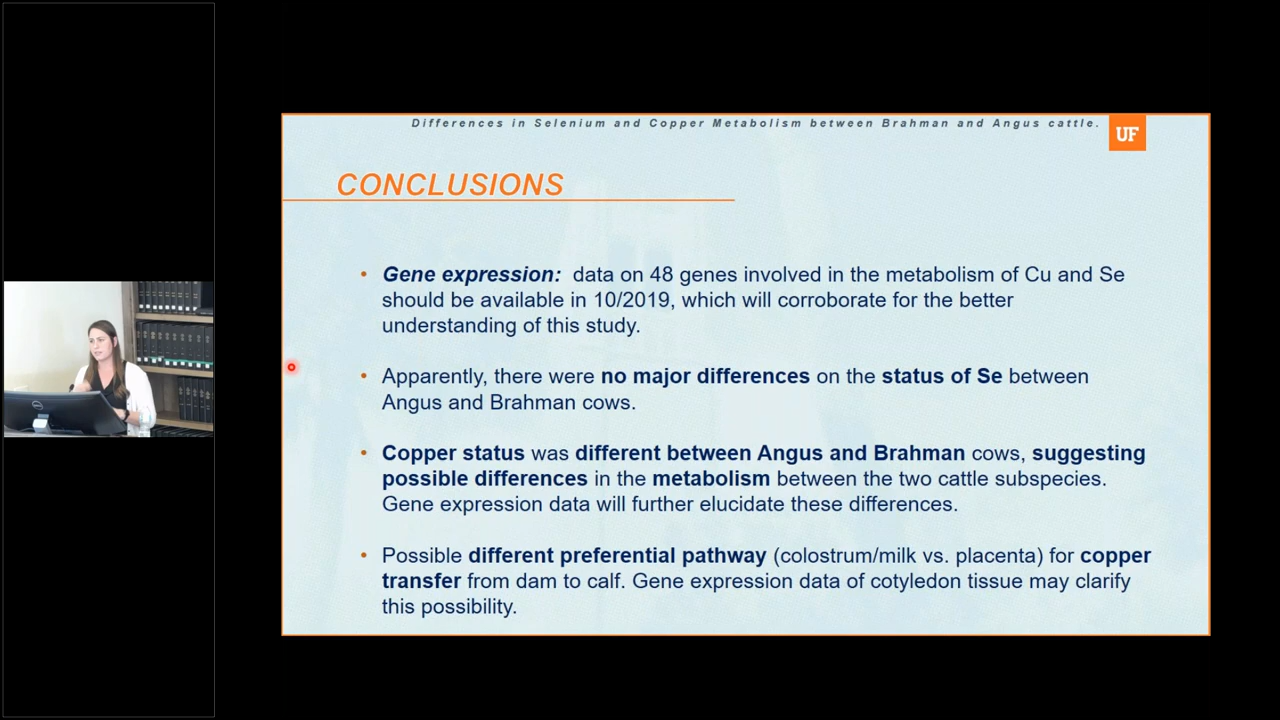 Differences in Selenium and Copper Metabolism between Brahman and Angus cattle.
UF
CONCLUSIONS
• Gene expression: data on 48 genes involved in the metabolism of Cu and Se
should be available in 10/2019, which will corroborate for the better
understanding of this study.
• Apparently, there were no major differences on the status of Se between
Angus and Brahman cows.
• Copper status was different between Angus and Brahman cows, suggesting
possible differences in the metabolism between the two cattle subspecies.
Gene expression data will further elucidate these differences.
• Possible different preferential pathway (colostrum/milk vs. placenta) for copper
transfer from dam to calf. Gene expression data of cotyledon tissue may clarify
this possibility.